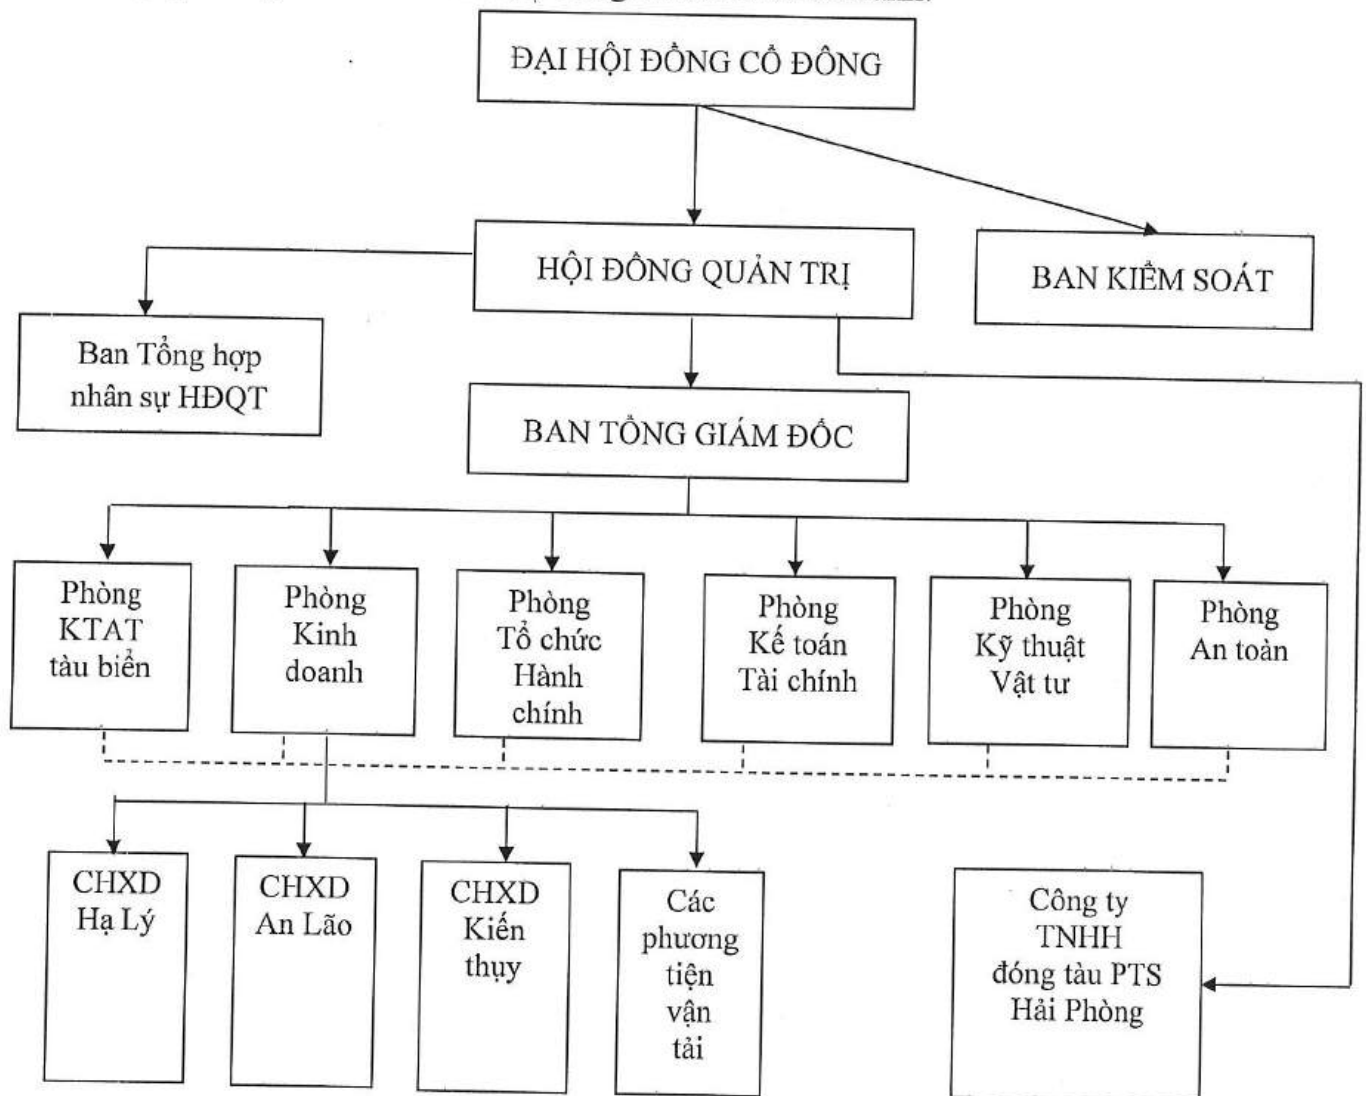 ĐẠI HỘI ĐỒNG CỔ ĐÔNG
HỘI ĐỒNG QUẢN TRỊ
BAN KIỂM SOÁT
Ban Tổng hợp
nhân sự HĐQT
BAN TỔNG GIÁM ĐỐC
Phòng
KTAT
tàu biển
Phòng
Kinh
doanh
Phòng
Tổ chức
Hành
chính
Phòng
Kế toán
Tài chính
Phòng
Kỹ thuật
Vật tư
Phòng
An toàn
CHXD
Hạ Lý
CHXD
An Lão
CHXD
Kiến
thụy
Các
phương
tiện
vận
tải
Công ty
TNHH
đóng tàu PTS
Hải Phòng